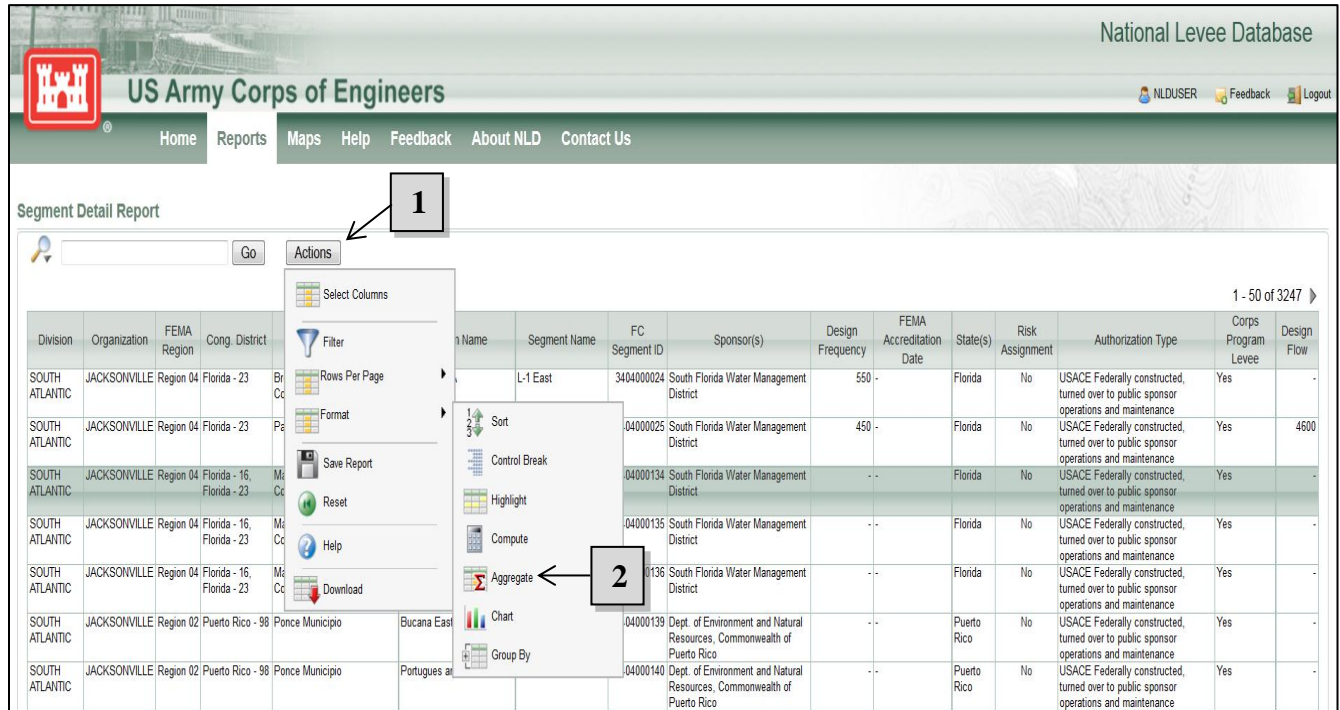 National Levee Database
US Army Corps of Engineers
®
NLDUSER Feedback Logout
Home Reports Maps Help Feedback About NLD Contact Us
1
Segment Detail Report
Go Actions
1 - 50 of 3247
Select Columns
Filter
Rows Per Page
Format
Save Report
Reset
Help
Download
Sort
Control Break
Highlight
Compute
Aggregate
2
Chart
Group By
Division Organization FEMA Region Cong. District Name Segment Name FC Segment ID Sponsor(s) Design Frequency FEMA Accreditation Date State(s) Risk Assignment Authorization Type Corps Program Levee Design Flow
SOUTH JACKSONVILLE Region 04 Florida - 23 L-1 East 3404000024 South Florida Water Management 550 - Florida No USACE Federally constructed, Yes -
ATLANTIC District turned over to public sponsor
operations and maintenance
SOUTH JACKSONVILLE Region 04 Florida - 23 Pa 04000025 South Florida Water Management 450 - Florida No USACE Federally constructed, Yes 4600
ATLANTIC District turned over to public sponsor
operations and maintenance
SOUTH JACKSONVILLE Region 04 Florida - 16, Ma 04000134 South Florida Water Management - - Florida No USACE Federally constructed, Yes -
ATLANTIC Florida - 23 Co District turned over to public sponsor
operations and maintenance
SOUTH JACKSONVILLE Region 04 Florida - 16, Ma 04000135 South Florida Water Management - - Florida No USACE Federally constructed, Yes -
ATLANTIC Florida - 23 Co District turned over to public sponsor
operations and maintenance
SOUTH JACKSONVILLE Region 04 Florida - 16, Ma 0136 South Florida Water Management - - Florida No USACE Federally constructed, Yes -
ATLANTIC Florida - 23 Co District turned over to public sponsor
operations and maintenance
SOUTH JACKSONVILLE Region 02 Puerto Rico - 98 Ponce Municipio Bucana East 04000139 Dept. of Environment and Natural - - Puerto No USACE Federally constructed, Yes -
ATLANTIC Resources, Commonwealth of Rico turned over to public sponsor
Puerto Rico operations and maintenance
SOUTH JACKSONVILLE Region 02 Puerto Rico - 98 Ponce Municipio Portugues a 04000140 Dept. of Environment and Natural - - Puerto No USACE Federally constructed, Yes -
ATLANTIC Resources, Commonwealth of Rico turned over to public sponsor
Puerto Rico operations and maintenance